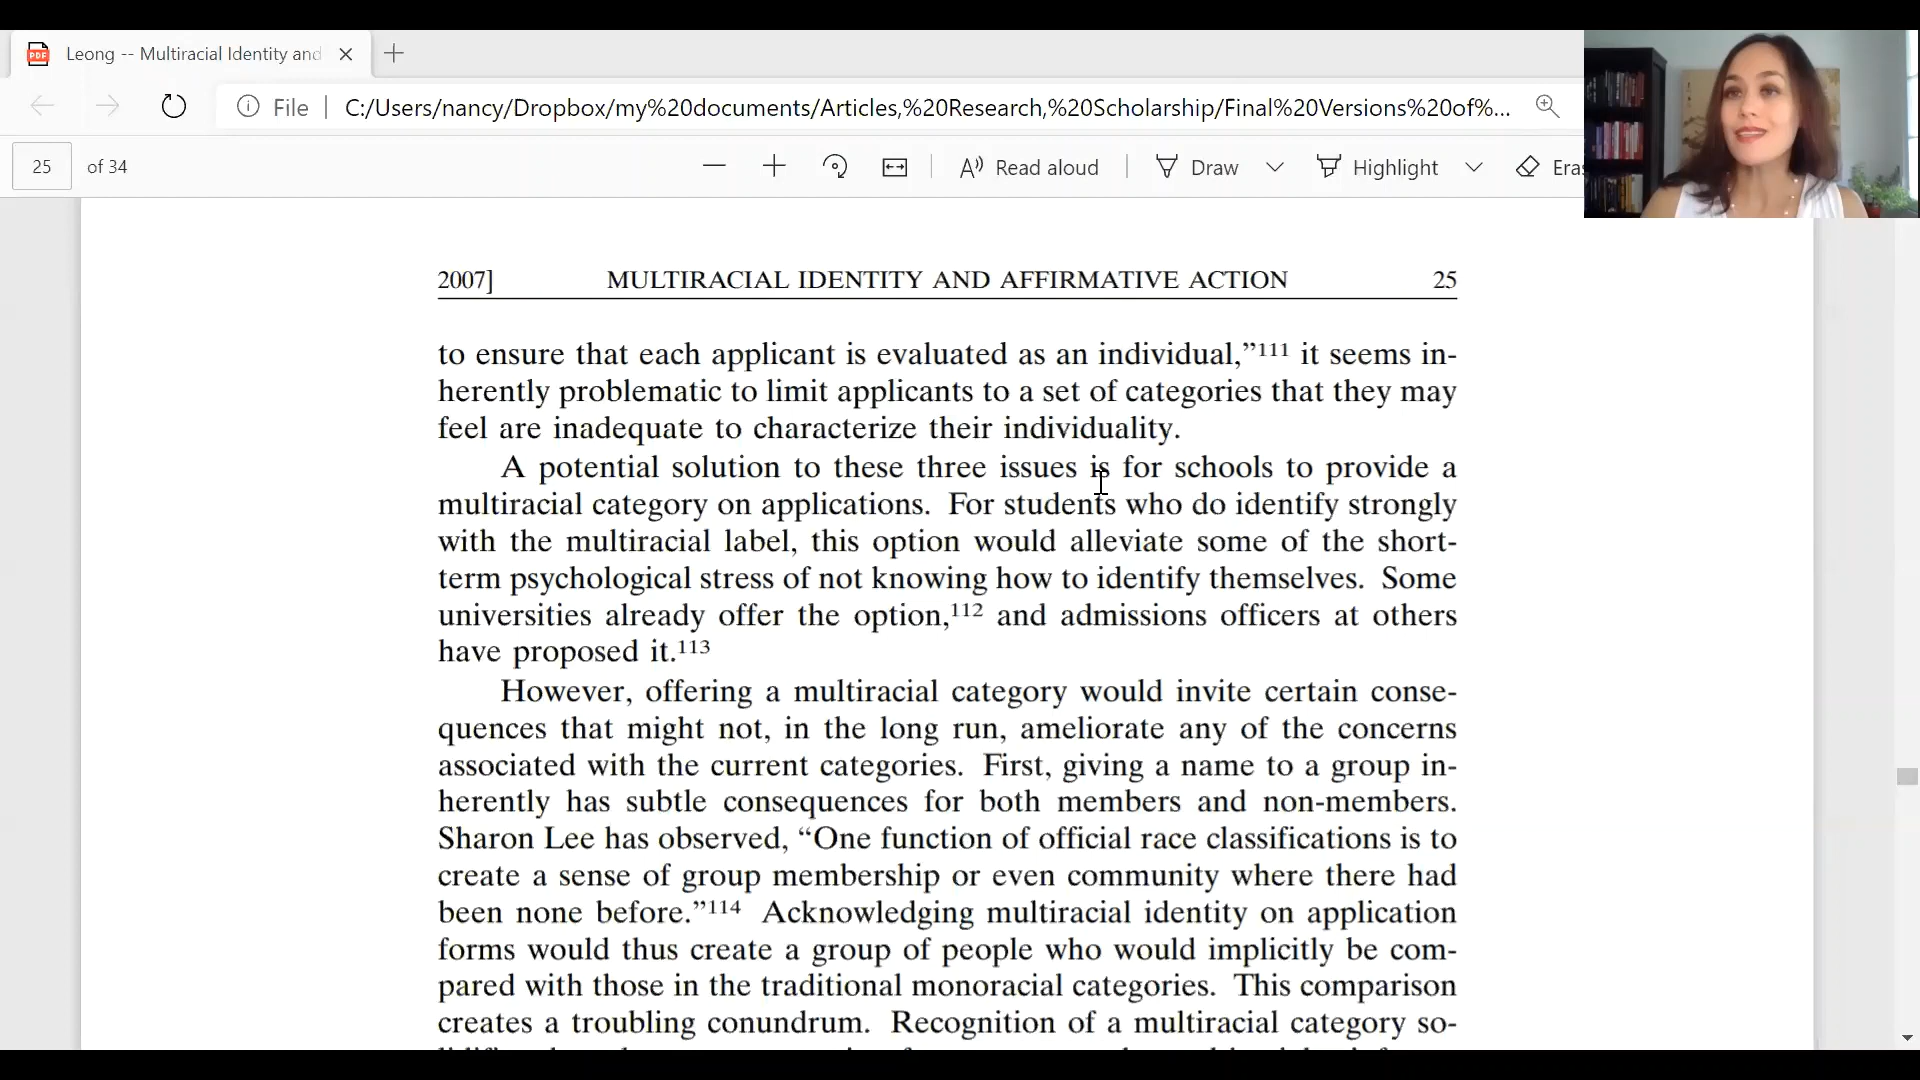 Leong -- Multiracial Identity and
File
C:/Users/nancy/Dropbox/my%20documents/Articles,%20Research,%20Scholarship/Final%20Versions%20of%...
25 of 34
Read aloud
Draw
Highlight
Era
2007] MULTIRACIAL IDENTITY AND AFFIRMATIVE ACTION 25
to ensure that each applicant is evaluated as an individual,”111 it seems in-
herently problematic to limit applicants to a set of categories that they may
feel are inadequate to characterize their individuality.
A potential solution to these three issues is for schools to provide a
multiracial category on applications. For students who do identify strongly
with the multiracial label, this option would alleviate some of the short-
term psychological stress of not knowing how to identify themselves. Some
universities already offer the option,112 and admissions officers at others
have proposed it.113
However, offering a multiracial category would invite certain conse-
quences that might not, in the long run, ameliorate any of the concerns
associated with the current categories. First, giving a name to a group in-
herently has subtle consequences for both members and non-members.
Sharon Lee has observed, “One function of official race classifications is to
create a sense of group membership or even community where there had
been none before.”114 Acknowledging multiracial identity on application
forms would thus create a group of people who would implicitly be com-
pared with those in the traditional monoracial categories. This comparison
creates a troubling conundrum. Recognition of a multiracial category so-